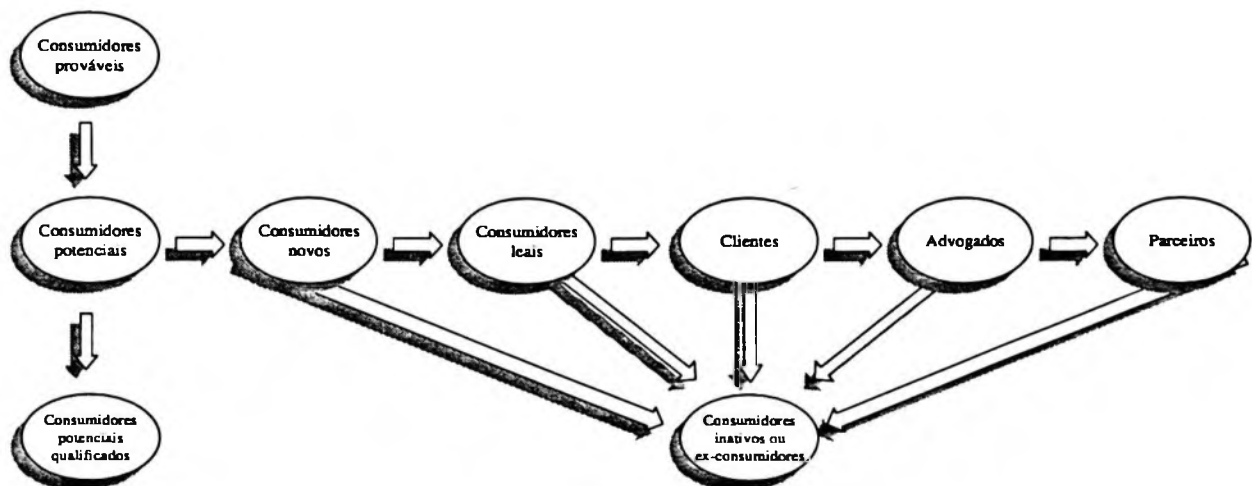 Consumidores
prováveis
Consumidores
potenciais
Consumidores
novos
Consumidores
leais
Clientes
Advogados
Parceiros
Consumidores
potenciais
qualificados
Consumidores
inativos ou
ex-consumidores